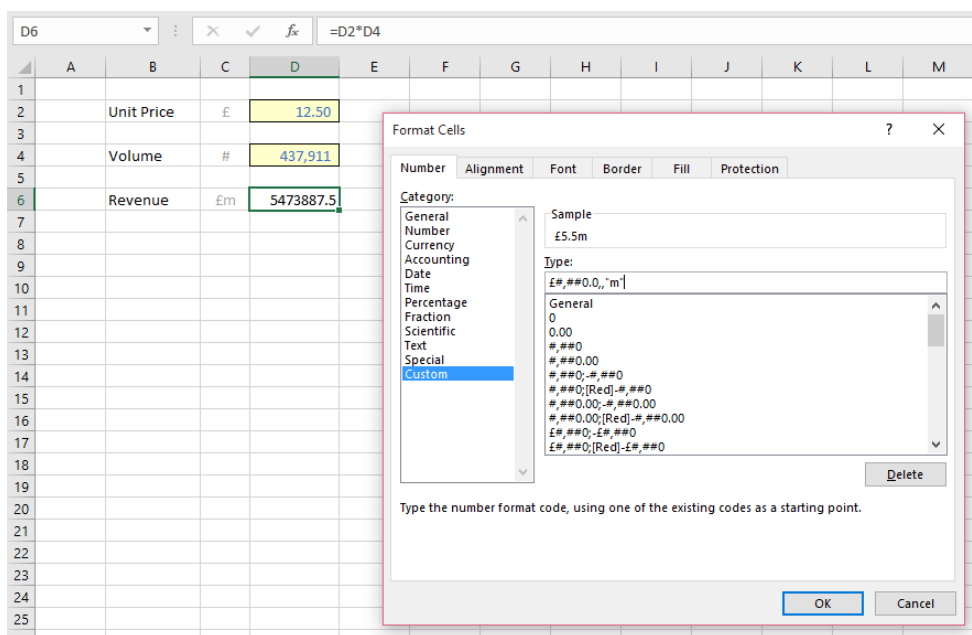 D6 fx =D2*D4
A B C D E F G H I J K L M
1
2 Unit Price £ 12.50
3
4 Volume # 437,911
5
6 Revenue £m 5473887.5
7
8
9
10
11
12
13
14
15
16
17
18
19
20
21
22
23
24
25
Format Cells ?
Number Alignment Font Border Fill Protection
Category:
General
Number
Currency
Accounting
Date
Time
Percentage
Fraction
Scientific
Text
Special
Custom
Sample
£5.5m
Type:
£#,##0.0,,"m"
General
0
0.00
#,##0
#,##0.00
#,##0;-#,##0
#,##0;[Red]-#,##0
#,##0.00;-#,##0.00
#,##0.00;[Red]-#,##0.00
£#,##0;-£#,##0
£#,##0;[Red]-£#,##0
Delete
Type the number format code, using one of the existing codes as a starting point.
OK Cancel